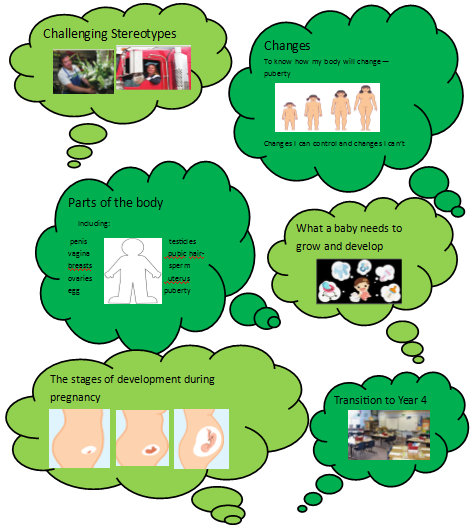 Challenging Stereotypes
Changes
To know how my body will change —
puberty
Changes I can control and changes I can't
Parts of the body
Including:
penis testicles
vagina pubic hair-
breasts sperm
ovaries uterus
egg puberty
What a baby needs to
grow and develop
The stages of development during
pregnancy
Transition to Year 4